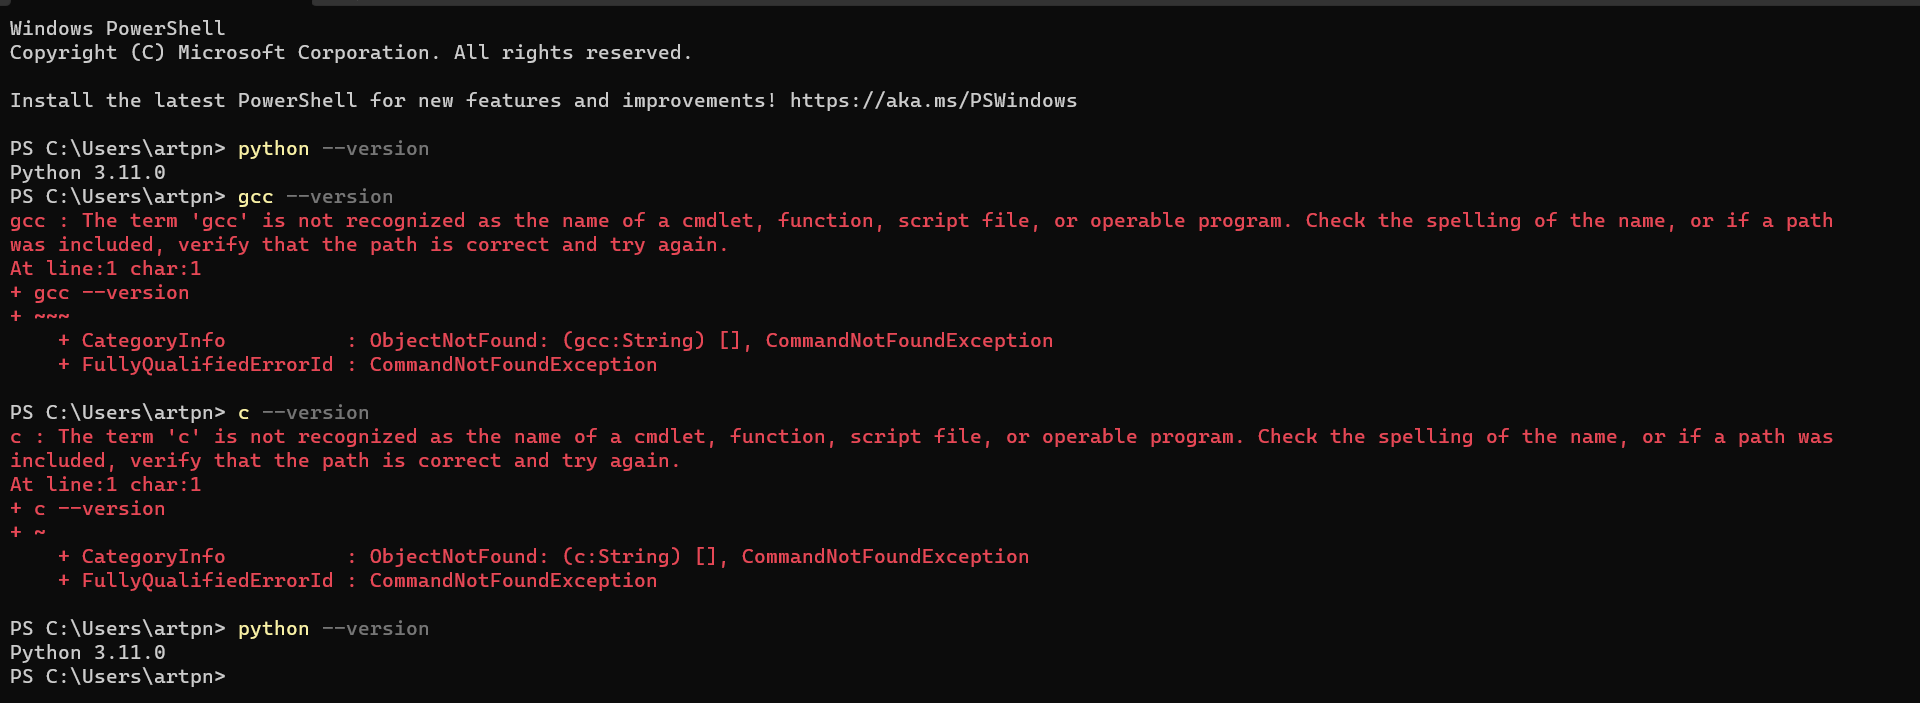 Windows PowerShell
Copyright (C) Microsoft Corporation. All rights reserved.
Install the latest PowerShell for new features and improvements! https://aka.ms/PSWindows
PS C:\Users\artpn> python --version
Python 3.11.0
PS C:\Users\artpn> gcc --version
gcc : The term 'gcc' is not recognized as the name of a cmdlet, function, script file, or operable program. Check the spelling of the name, or if a path
was included, verify that the path is correct and try again.
At line:1 char:1
+ gcc --version
+ ~~~
    + CategoryInfo          : ObjectNotFound: (gcc:String) [], CommandNotFoundException
    + FullyQualifiedErrorId : CommandNotFoundException
PS C:\Users\artpn> c --version
c : The term 'c' is not recognized as the name of a cmdlet, function, script file, or operable program. Check the spelling of the name, or if a path was
included, verify that the path is correct and try again.
At line:1 char:1
+ c --version
+ ~
    + CategoryInfo          : ObjectNotFound: (c:String) [], CommandNotFoundException
    + FullyQualifiedErrorId : CommandNotFoundException
PS C:\Users\artpn> python --version
Python 3.11.0
PS C:\Users\artpn>